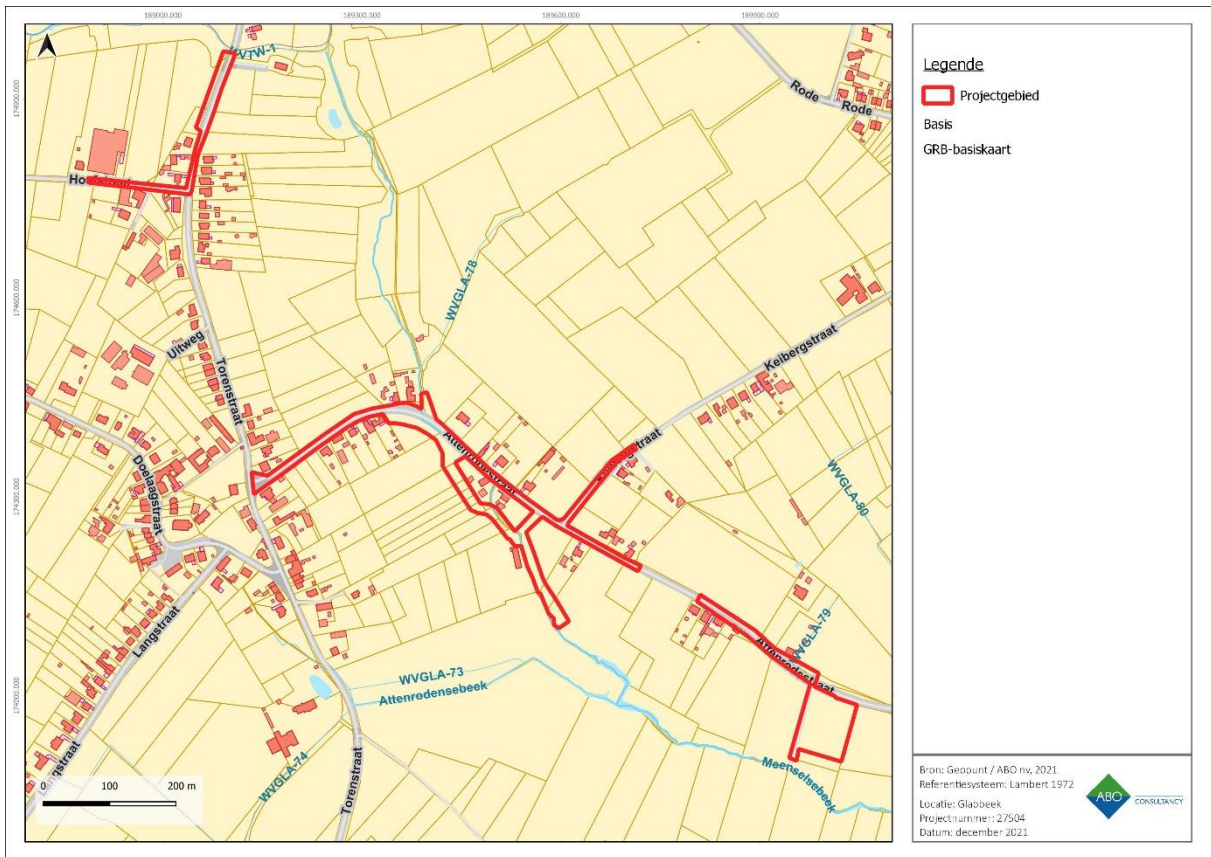 189000.000
189300.000
189600.000
189900.000
174900.000
174600.000
174300.000
174000.000
WVTW-1
Rode
Rode
WVGLA-78
Uitweg
Torenstraat
Keibergstraat
Doelaagstraat
Attenrodestraat
WVGLA-80
Langstraat
WVGLA-79
Attenrodestraat
WVGLA-73
Attenrodensebeek
WVGLA-74
Torenstraat
Meenselsebeek
0 100 200 m
Legende
Projectgebied
Basis
GRB-basiskaart
Bron: Geopunt / ABO nv, 2021
Referentiesysteem: Lambert 1972
Locatie: Glabbeek
Projectnummer: 27504
Datum: december 2021
ABO CONSULTANCY